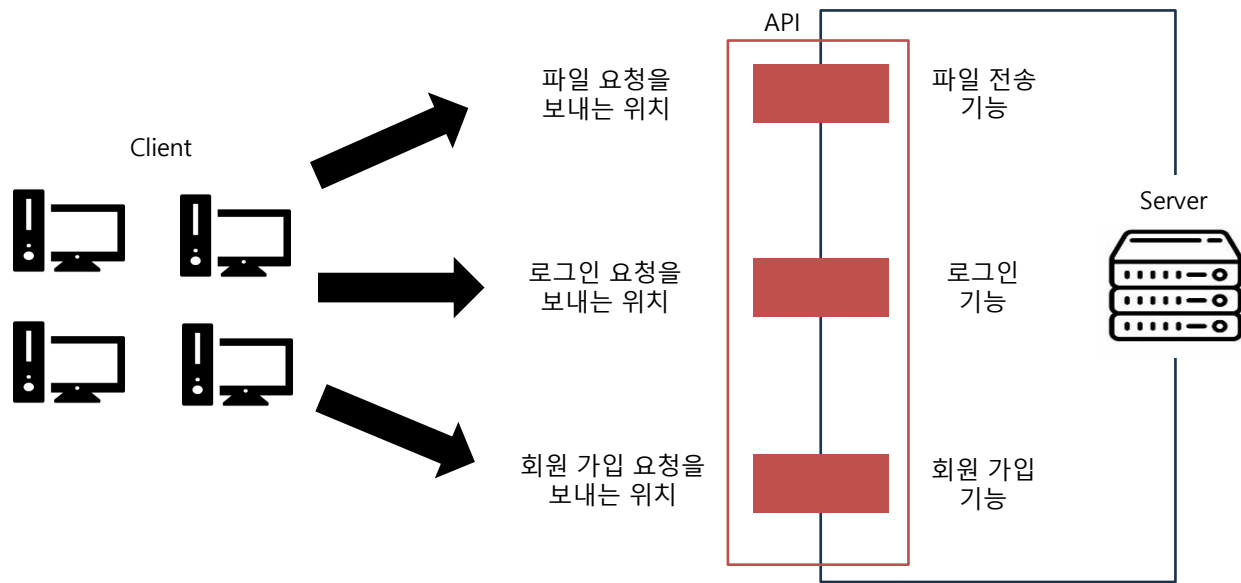 API
파일 요청을
보내는 위치
파일 전송
기능
Client
Server
로그인 요청을
보내는 위치
로그인
기능
회원 가입 요청을
보내는 위치
회원 가입
기능